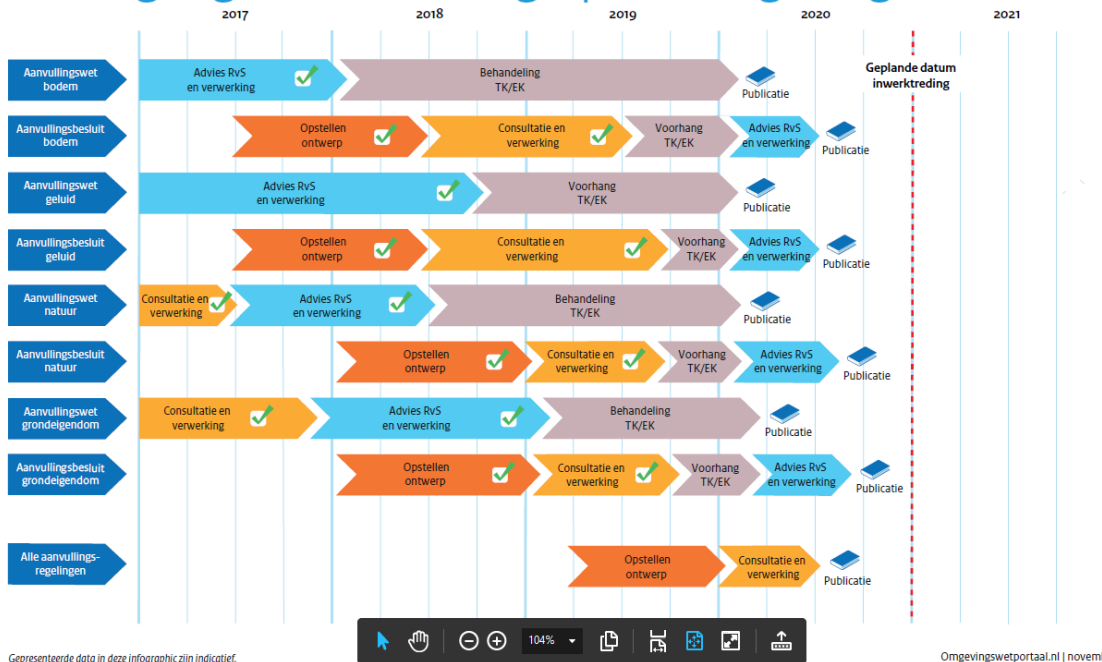 2017 2018 2019 2020 2021
Geplande datum
inwerktreding
Aanvullingswet
bodem
Advies RvS
en verwerking
Behandeling
TK/EK
Publicatie
Aanvullingsbesluit
bodem
Opstellen
ontwerp
Consultatie en
verwerking
Voorhang
TK/EK
Advies RvS
en verwerking
Publicatie
Aanvullingswet
geluid
Advies RvS
en verwerking
Voorhang
TK/EK
Publicatie
Aanvullingsbesluit
geluid
Opstellen
ontwerp
Consultatie en
verwerking
Voorhang
TK/EK
Advies RvS
en verwerking
Publicatie
Aanvullingswet
natuur
Consultatie en
verwerking
Advies RvS
en verwerking
Behandeling
TK/EK
Publicatie
Aanvullingsbesluit
natuur
Opstellen
ontwerp
Consultatie en
verwerking
Voorhang
TK/EK
Advies RvS
en verwerking
Publicatie
Aanvullingswet
grondeigendom
Consultatie en
verwerking
Advies RvS
en verwerking
Behandeling
TK/EK
Publicatie
Aanvullingsbesluit
grondeigendom
Opstellen
ontwerp
Consultatie en
verwerking
Voorhang
TK/EK
Advies RvS
en verwerking
Publicatie
Alle aanvullings-
regelingen
Opstellen
ontwerp
Consultatie en
verwerking
Publicatie
104%
Gepresenteerde data in deze infographic zijn indicatief.
Omgevingswetportaal.nl | novem